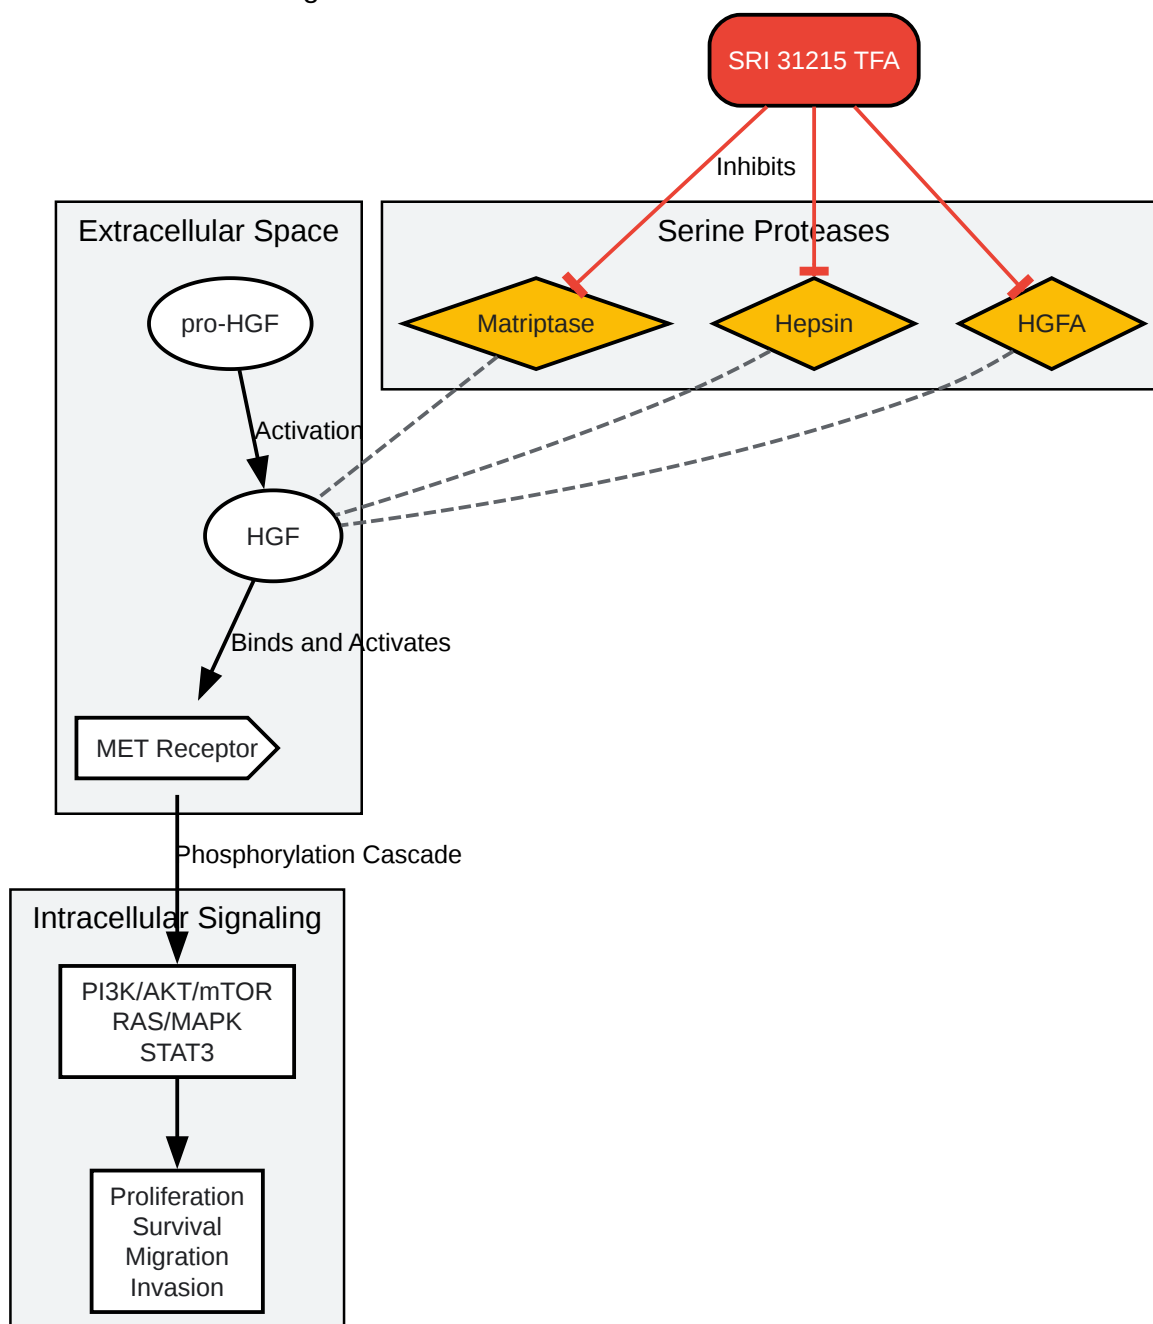 SRI 31215 TFA
Inhibits
Extracellular Space
Serine Proteases
pro-HGF
Matriptase
Hepsin
HGFA
Activation
HGF
Binds and Activates
MET Receptor
Phosphorylation Cascade
Intracellular Signaling
PI3K/AKT/mTOR
RAS/MAPK
STAT3
Proliferation
Survival
Migration
Invasion